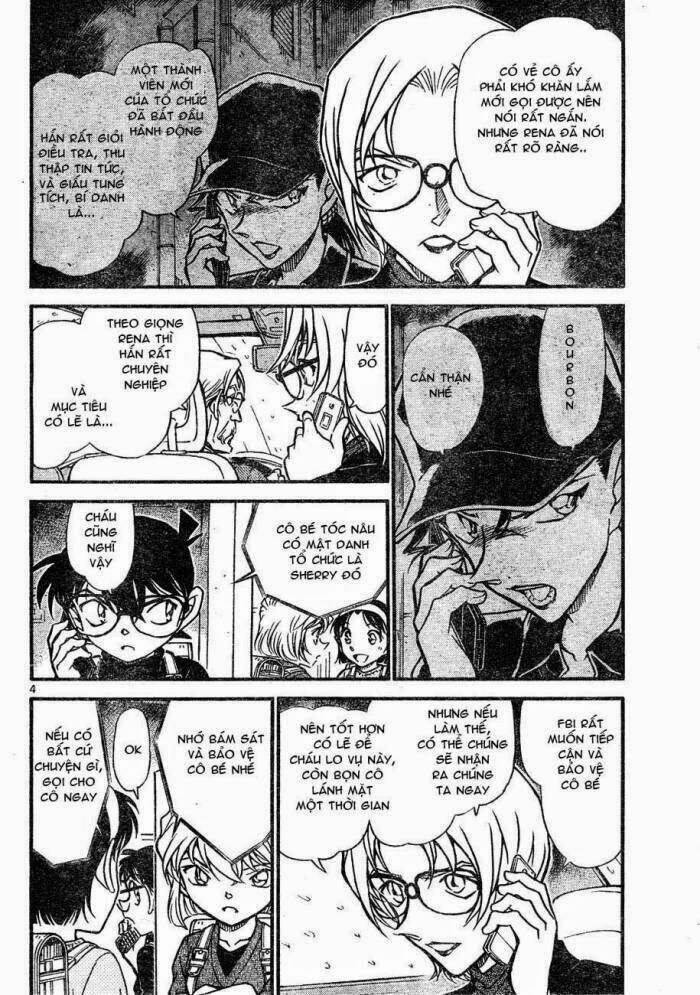 CÓ VẺ CÔ ẤY
PHẢI KHÓ KHĂN LẮM
MỚI GỌI ĐƯỢC NÊN
NÓI RẤT NGẮN.
NHƯNG RENA ĐÃ NÓI
RẤT RÕ RÀNG..
MỘT THÀNH
VIÊN MỚI
CỦA TỔ CHỨC
ĐÃ BẮT ĐẦU
HÀNH ĐỘNG
HẮN RẤT GIỎI
ĐIỀU TRA, THU
THẬP TIN TỨC,
VÀ GIẤU TUNG
TÍCH, BÍ DANH
LÀ...
BOURBON
CẨN THẬN
NHÉ
VẬY
ĐÓ
THEO GIỌNG
RENA THÌ
HẮN RẤT
CHUYÊN
NGHIỆP
VÀ
MỤC TIÊU
CÓ LẼ LÀ...
CÔ BÉ TÓC NÂU
CÓ MẬT DANH
TỔ CHỨC LÀ
SHERRY ĐÓ
CHÁU
CŨNG
NGHĨ
VẬY
4
FBI RẤT
MUỐN TIẾP
CẬN VÀ
BẢO VỆ
CÔ BÉ
NHƯNG NẾU
LÀM THẾ,
CÓ THỂ CHÚNG
SẼ NHẬN
RA CHÚNG
TA NGAY
NÊN TỐT HƠN
CÓ LẼ ĐỂ
CHÁU LO VỤ NÀY,
CÒN BỌN CÔ
LÁNH MẶT
MỘT THỜI GIAN
NHỚ BÁM SÁT
VÀ BẢO VỆ
CÔ BÉ NHÉ
OK
NẾU CÓ
BẤT CỨ
CHUYỆN GÌ,
GỌI CHO
CÔ NGAY